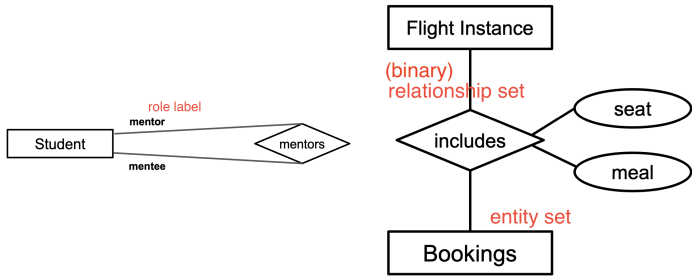 role label
mentor
Student
mentors
mentee
Flight Instance
(binary)
relationship set
seat
includes
meal
entity set
Bookings